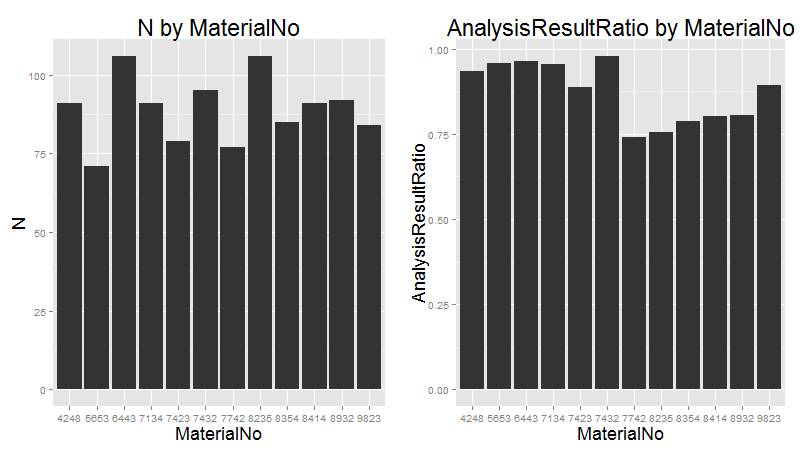 N by MaterialNo
N
100
75
50
25
0
4248 5653 6443 7134 7423 7432 7742 8235 8354 8414 8932 9823
MaterialNo
AnalysisResultRatio by MaterialNo
AnalysisResultRatio
1.00
0.75
0.50
0.25
0.00
4248 5653 6443 7134 7423 7432 7742 8235 8354 8414 8932 9823
MaterialNo